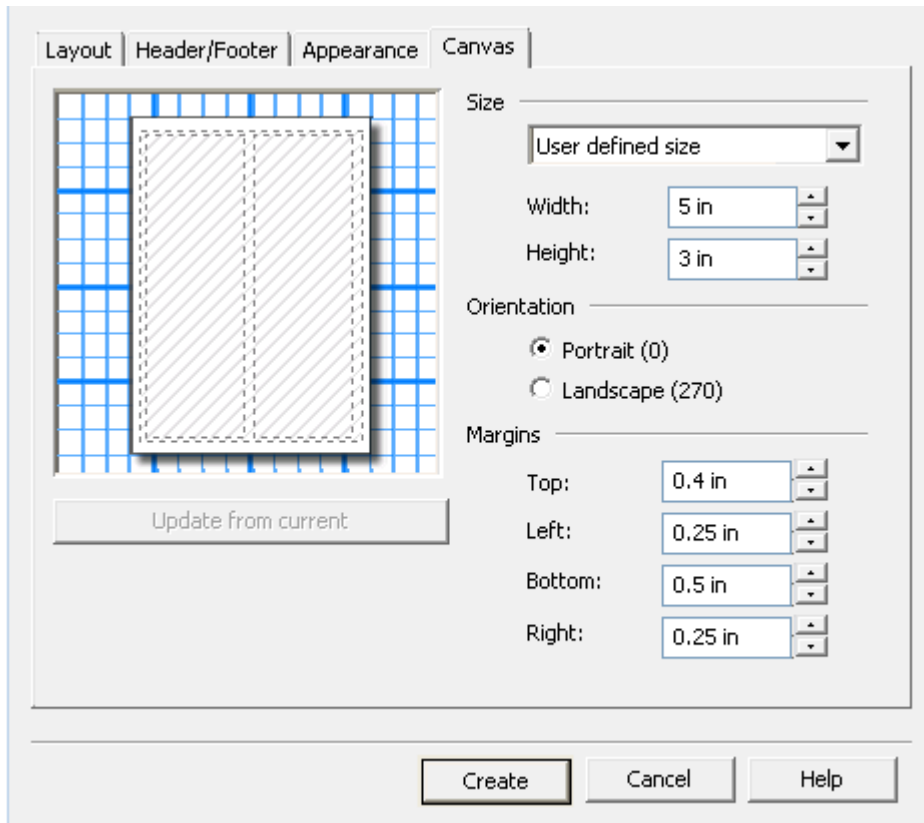 Layout Header/Footer Appearance Canvas
Size
User defined size
Width: 5 in
Height: 3 in
Orientation
Portrait (0)
Landscape (270)
Margins
Top: 0.4 in
Left: 0.25 in
Bottom: 0.5 in
Right: 0.25 in
Update from current
Create Cancel Help